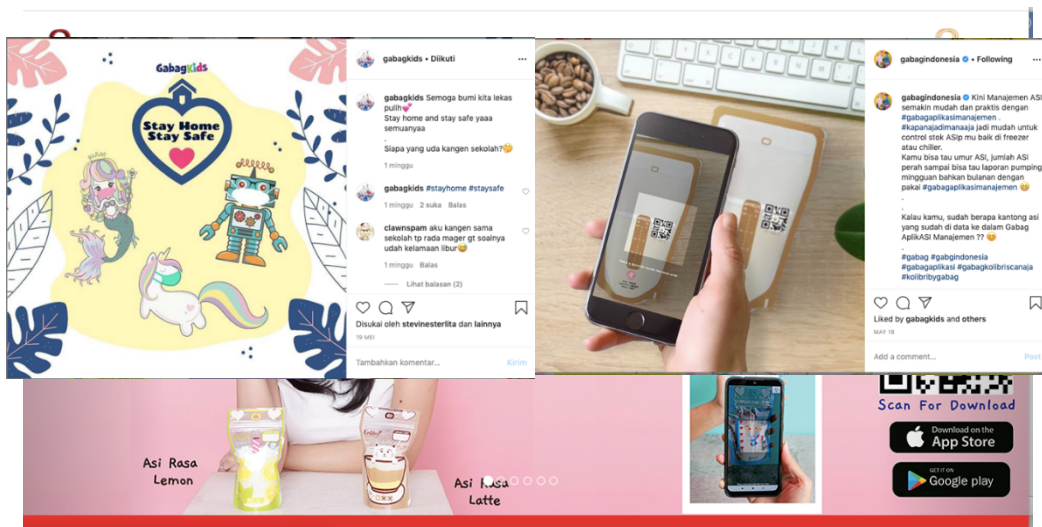 GabagKids
Stay Home
Stay Safe
gabagkids • Diikuti
gabagkids Semoga bumi kita lekas
pulih💕
Stay home and stay safe yaaa
semuanyaa
.
Siapa yang uda kangen sekolah?🤔
1 minggu
gabagkids #stayhome #staysafe
1 minggu 2 suka Balas
clawnspam aku kangen sama
sekolah tp rada mager gt soalnya
udah kelamaan libur😅
1 minggu Balas
Lihat balasan (2)
Disukai oleh stevinesterlita dan lainnya
19 MEI
Tambahkan komentar... Kirim
gabagindonesia • Following
gabagindonesia Kini Manajemen ASI
semakin mudah dan praktis dengan
#gabagaplikasimanajemen .
#kapanajadimanaaja jadi mudah untuk
control stok ASIp mu baik di freezer
atau chiller.
Kamu bisa tau umur ASI, jumlah ASI
perah sampai bisa tau laporan pumping
mingguan bahkan bulanan dengan
pakai #gabagaplikasimanajemen 😊
.
.
Kalau kamu, sudah berapa kantong asi
yang sudah di data ke dalam Gabag
AplikASI Manajemen ?? 😊
.
#gabag #gabgindonesia
#gabagaplikasi #gabagkolibriscanaja
#kolibribygabag
Liked by gabagkids and others
MAY 19
Add a comment... Post
Asi Rasa
Lemon
Asi Rasa
Latte
Scan For Download
Download on the
App Store
GET IT ON
Google play